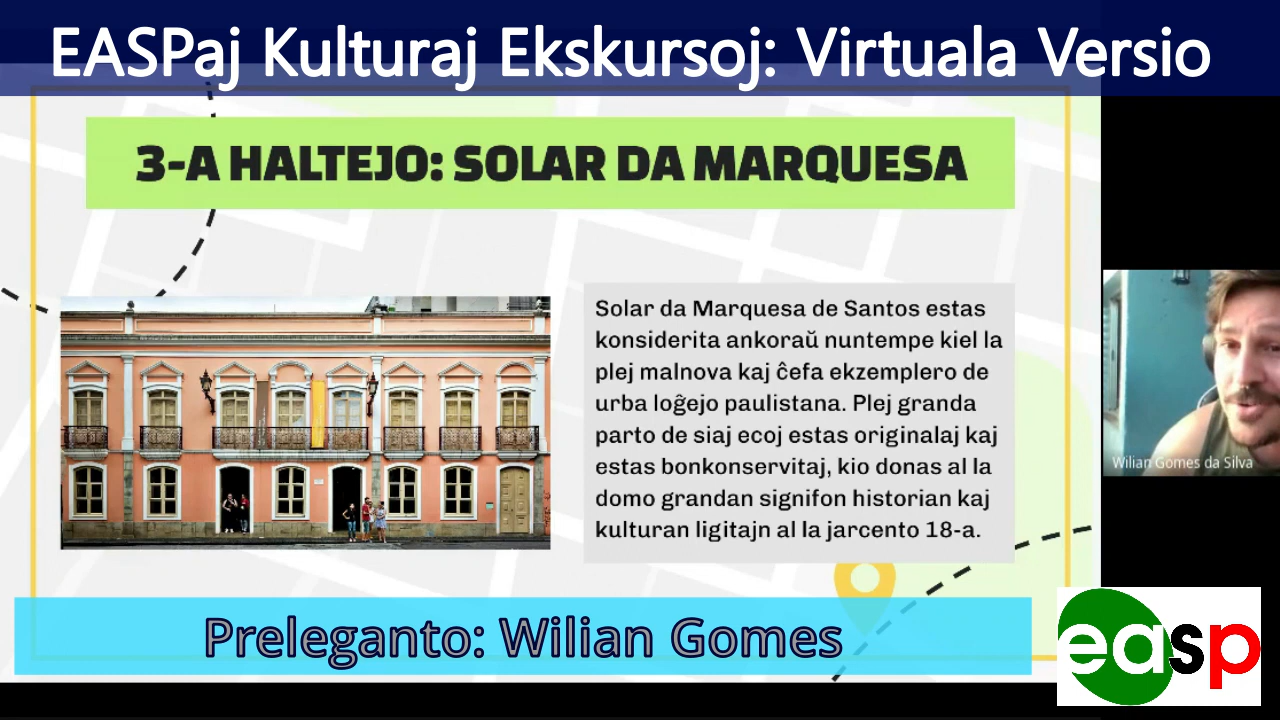 EASPaj Kulturaj Ekskursoj: Virtuala Versio
3-A HALTEJO: SOLAR DA MARQUESA
Solar da Marquesa de Santos estas
konsiderita ankoraŭ nuntempe kiel la
plej malnova kaj ĉefa ekzemplero de
urba loĝejo paulistana. Plej granda
parto de siaj ecoj estas originalaj kaj
estas bonkonservitaj, kio donas al la
domo grandan signifon historian kaj
kulturan ligitajn al la jarcento 18-a.
Wilian Gomes da Silva
Preleganto: Wilian Gomes
easp